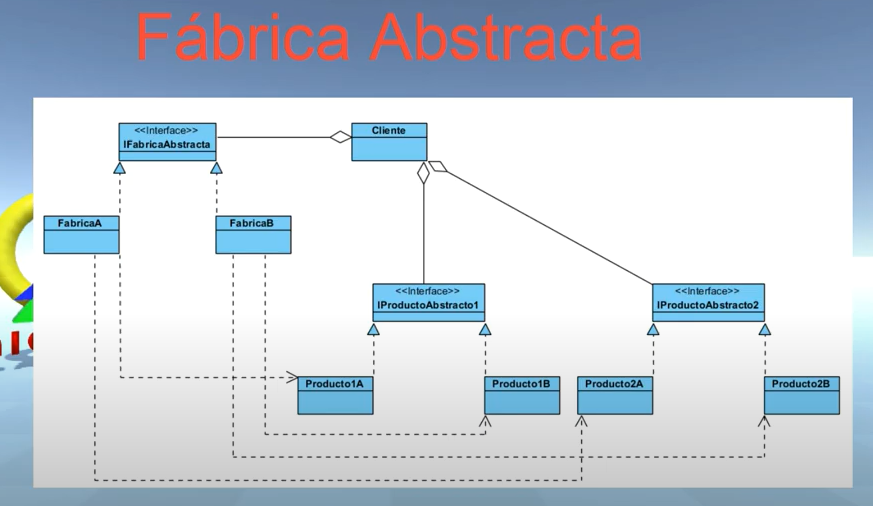 Fábrica Abstracta
<<Interface>>
IFabricaAbstracta
Cliente
FabricaA
FabricaB
<<Interface>>
IProductoAbstracto1
<<Interface>>
IProductoAbstracto2
Producto1A
Producto1B
Producto2A
Producto2B